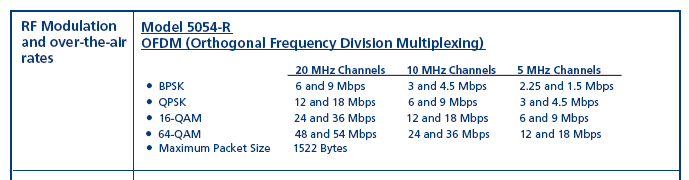 RF Modulation and over-the-air rates
Model 5054-R
OFDM (Orthogonal Frequency Division Multiplexing)
20 MHz Channels 10 MHz Channels 5 MHz Channels
• BPSK 6 and 9 Mbps 3 and 4.5 Mbps 2.25 and 1.5 Mbps
• QPSK 12 and 18 Mbps 6 and 9 Mbps 3 and 4.5 Mbps
• 16-QAM 24 and 36 Mbps 12 and 18 Mbps 6 and 9 Mbps
• 64-QAM 48 and 54 Mbps 24 and 36 Mbps 12 and 18 Mbps
• Maximum Packet Size 1522 Bytes